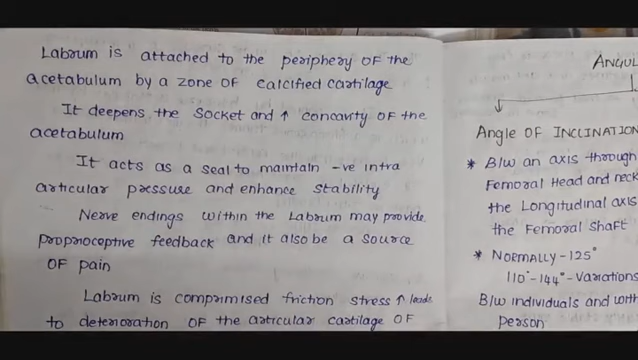 Labrum is attached to the periphery OF the
acetabulum by a zone OF calcified cartilage
It deepens the socket and ↑ concavity OF the
acetabulum
It acts as a seal to maintain -ve intra
articular pressure and enhance stability
Nerve endings within the Labrum may provide
proprioceptive feedback and it also be a source
OF pain
Labrum is comprimised friction stress ↑ leads
to deterioration OF the articular cartilage OF
ANGUL
Angle OF INCLINATION
* B/w an axis through
Femoral Head and neck
the Longitudinal axis
the Femoral Shaft
* NORMALLY - 125°
110° - 144° - Variations
B/w individuals and with
person